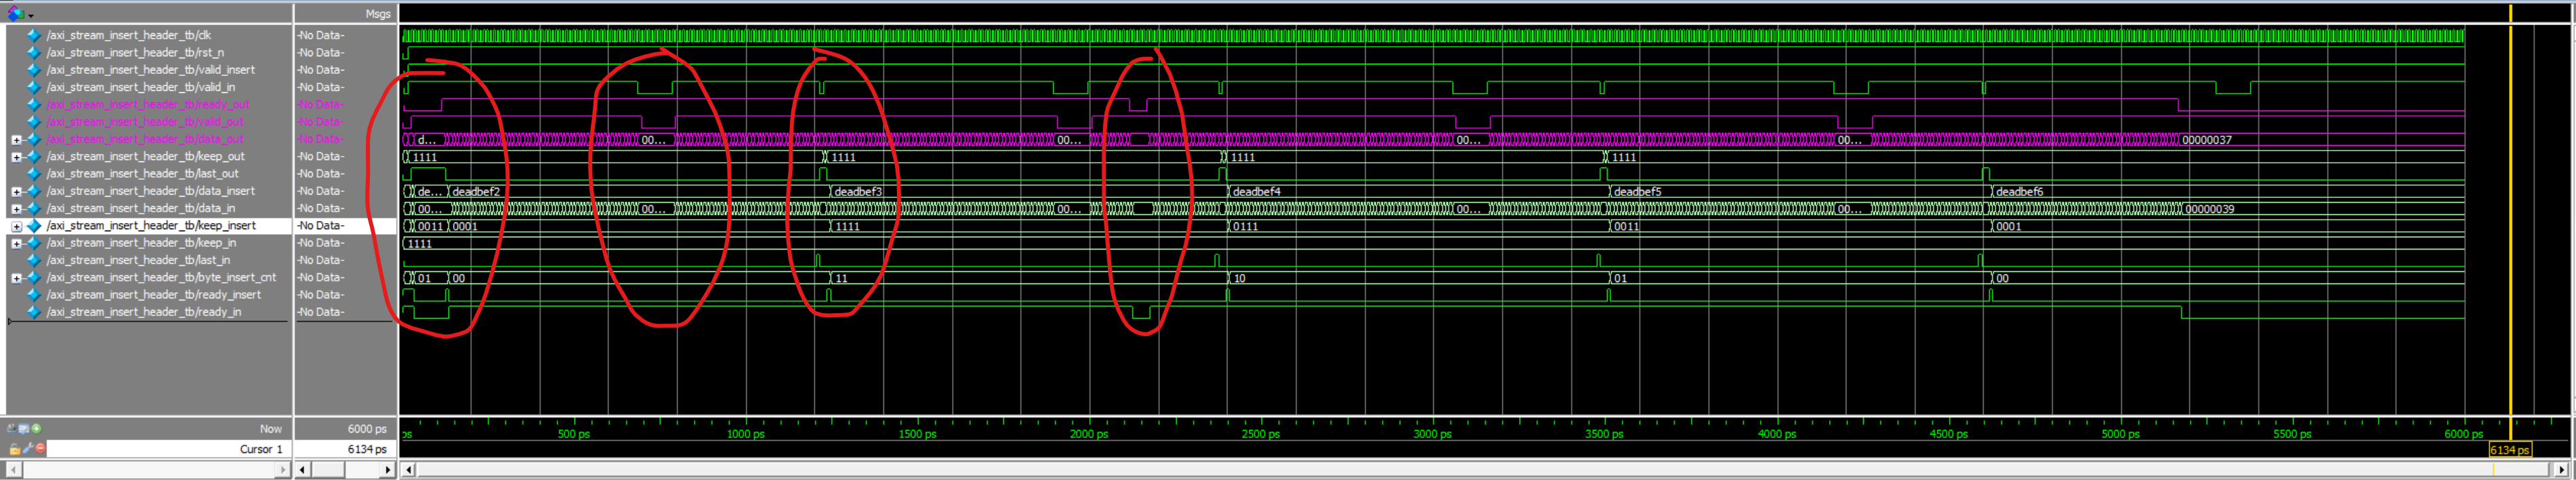 Msgs
/axi_stream_insert_header_tb/clk -No Data-
/axi_stream_insert_header_tb/rst_n -No Data-
/axi_stream_insert_header_tb/valid_insert -No Data-
/axi_stream_insert_header_tb/valid_in -No Data-
/axi_stream_insert_header_tb/ready_out -No Data-
/axi_stream_insert_header_tb/valid_out -No Data-
/axi_stream_insert_header_tb/data_out -No Data- d... 00... 00... 00... 00... 00000037
/axi_stream_insert_header_tb/keep_out -No Data- 1111 1111 1111 1111
/axi_stream_insert_header_tb/last_out -No Data-
/axi_stream_insert_header_tb/data_insert -No Data- de... deadbef2 deadbef3 deadbef4 deadbef5 deadbef6
/axi_stream_insert_header_tb/data_in -No Data- 00... 00... 00... 00... 00... 00000039
/axi_stream_insert_header_tb/keep_insert -No Data- 0011 0001 1111 0111 0011 0001
/axi_stream_insert_header_tb/keep_in -No Data- 1111
/axi_stream_insert_header_tb/last_in -No Data-
/axi_stream_insert_header_tb/byte_insert_cnt -No Data- 01 00 11 10 01 00
/axi_stream_insert_header_tb/ready_insert -No Data-
/axi_stream_insert_header_tb/ready_in -No Data-
Now 6000 ps ps 500 ps 1000 ps 1500 ps 2000 ps 2500 ps 3000 ps 3500 ps 4000 ps 4500 ps 5000 ps 5500 ps 6000 ps
Cursor 1 6134 ps 6134 ps